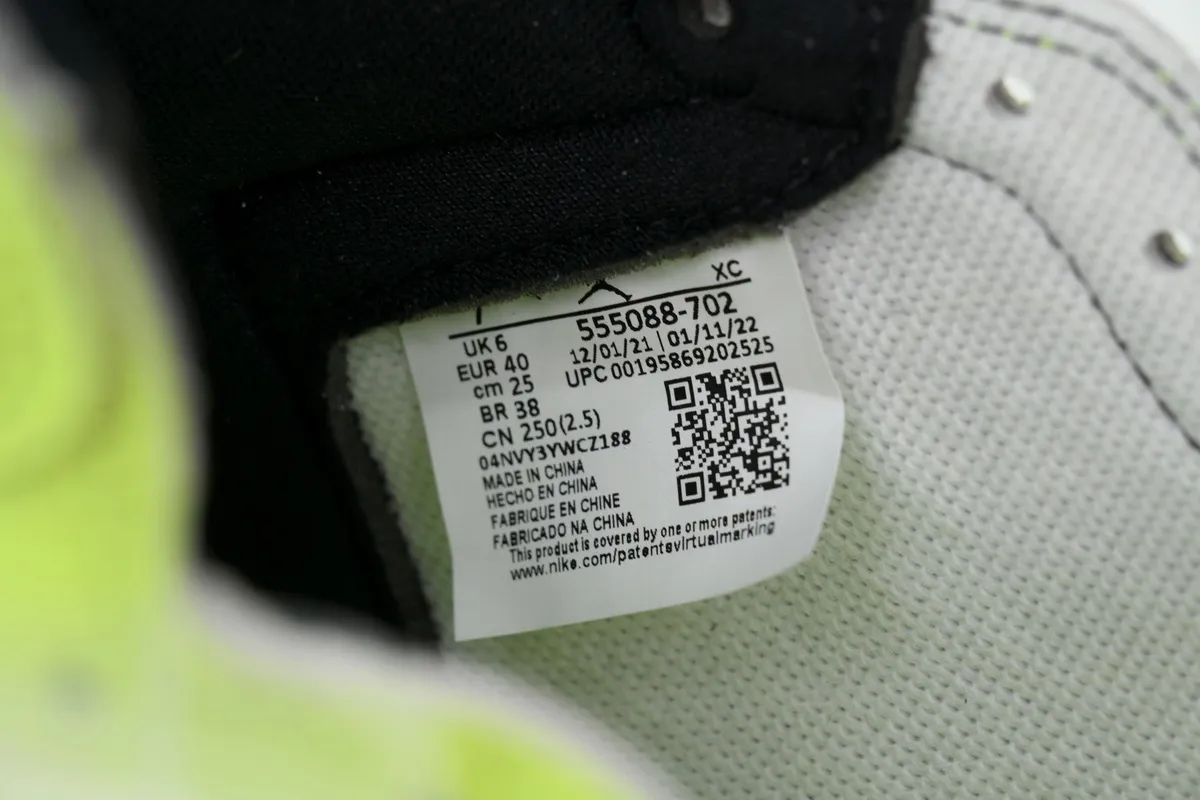 XC
UK 6
555088-702
EUR 40
12/01/21 | 01/11/22
cm 25
UPC 00195869202525
BR 38
CN 250(2.5)
04NVY3YWCZ188
MADE IN CHINA
HECHO EN CHINA
FABRIQUE EN CHINE
FABRICADO NA CHINA
This product is covered by one or more patents:
www.nike.com/patentsvirtualmarking